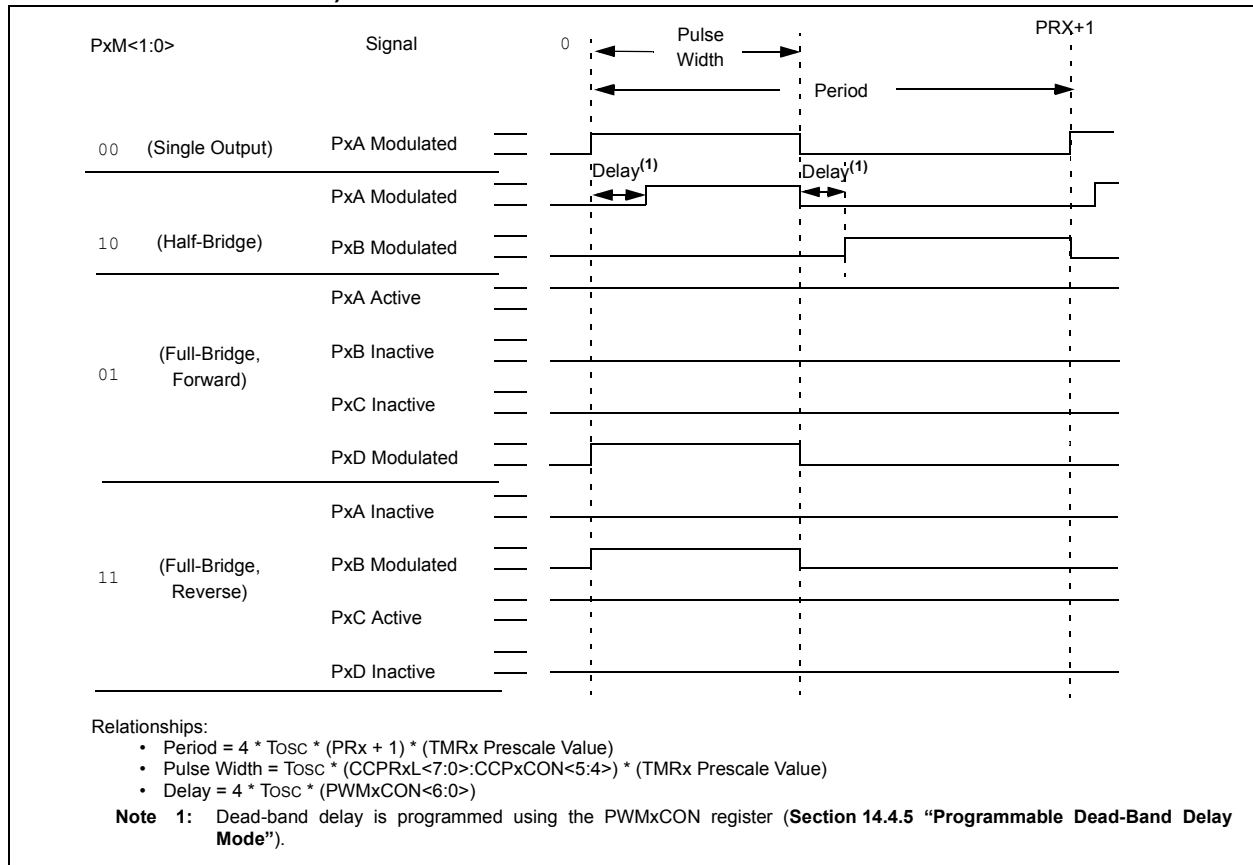 PxM<1:0>
Signal
0
Pulse
Width
PRX+1
Period
00 (Single Output) PxA Modulated
Delay(1) Delay(1)
PxA Modulated
10 (Half-Bridge) PxB Modulated
PxA Active
(Full-Bridge,
Forward)
PxB Inactive
01
PxC Inactive
PxD Modulated
PxA Inactive
(Full-Bridge,
Reverse)
PxB Modulated
11
PxC Active
PxD Inactive
Relationships:
• Period = 4 * TOSC * (PRx + 1) * (TMRx Prescale Value)
• Pulse Width = TOSC * (CCPRxL<7:0>:CCPxCON<5:4>) * (TMRx Prescale Value)
• Delay = 4 * TOSC * (PWMxCON<6:0>)
Note 1: Dead-band delay is programmed using the PWMxCON register (Section 14.4.5 “Programmable Dead-Band Delay
Mode”).